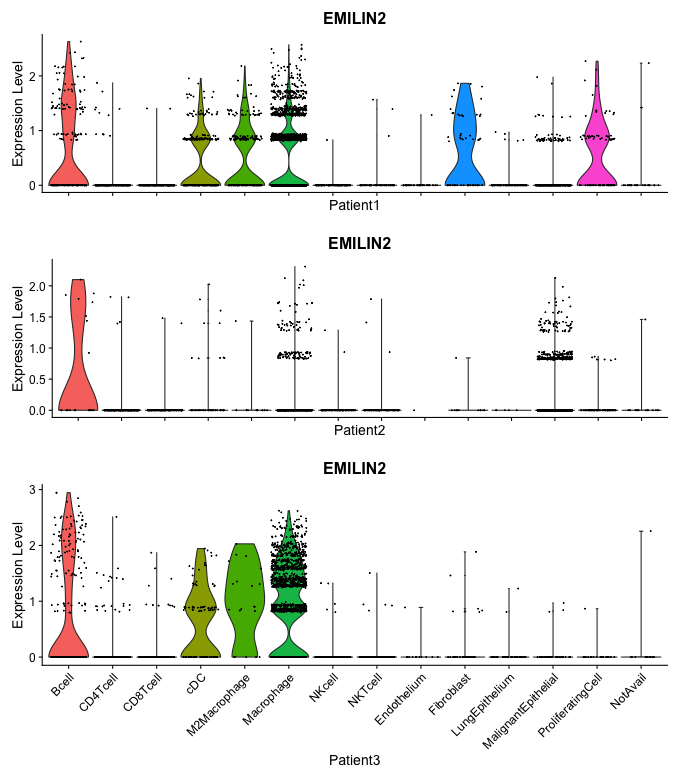 EMILIN2
Expression Level
2
1
0
Patient1
EMILIN2
Expression Level
2.0
1.5
1.0
0.5
0.0
Patient2
EMILIN2
Expression Level
3
2
1
0
Bcell
CD4Tcell
CD8Tcell
cDC
M2Macrophage
Macrophage
NKcell
NKTcell
Endothelium
Fibroblast
LungEpithelium
MalignantEpithelial
ProliferatingCell
NotAvail
Patient3